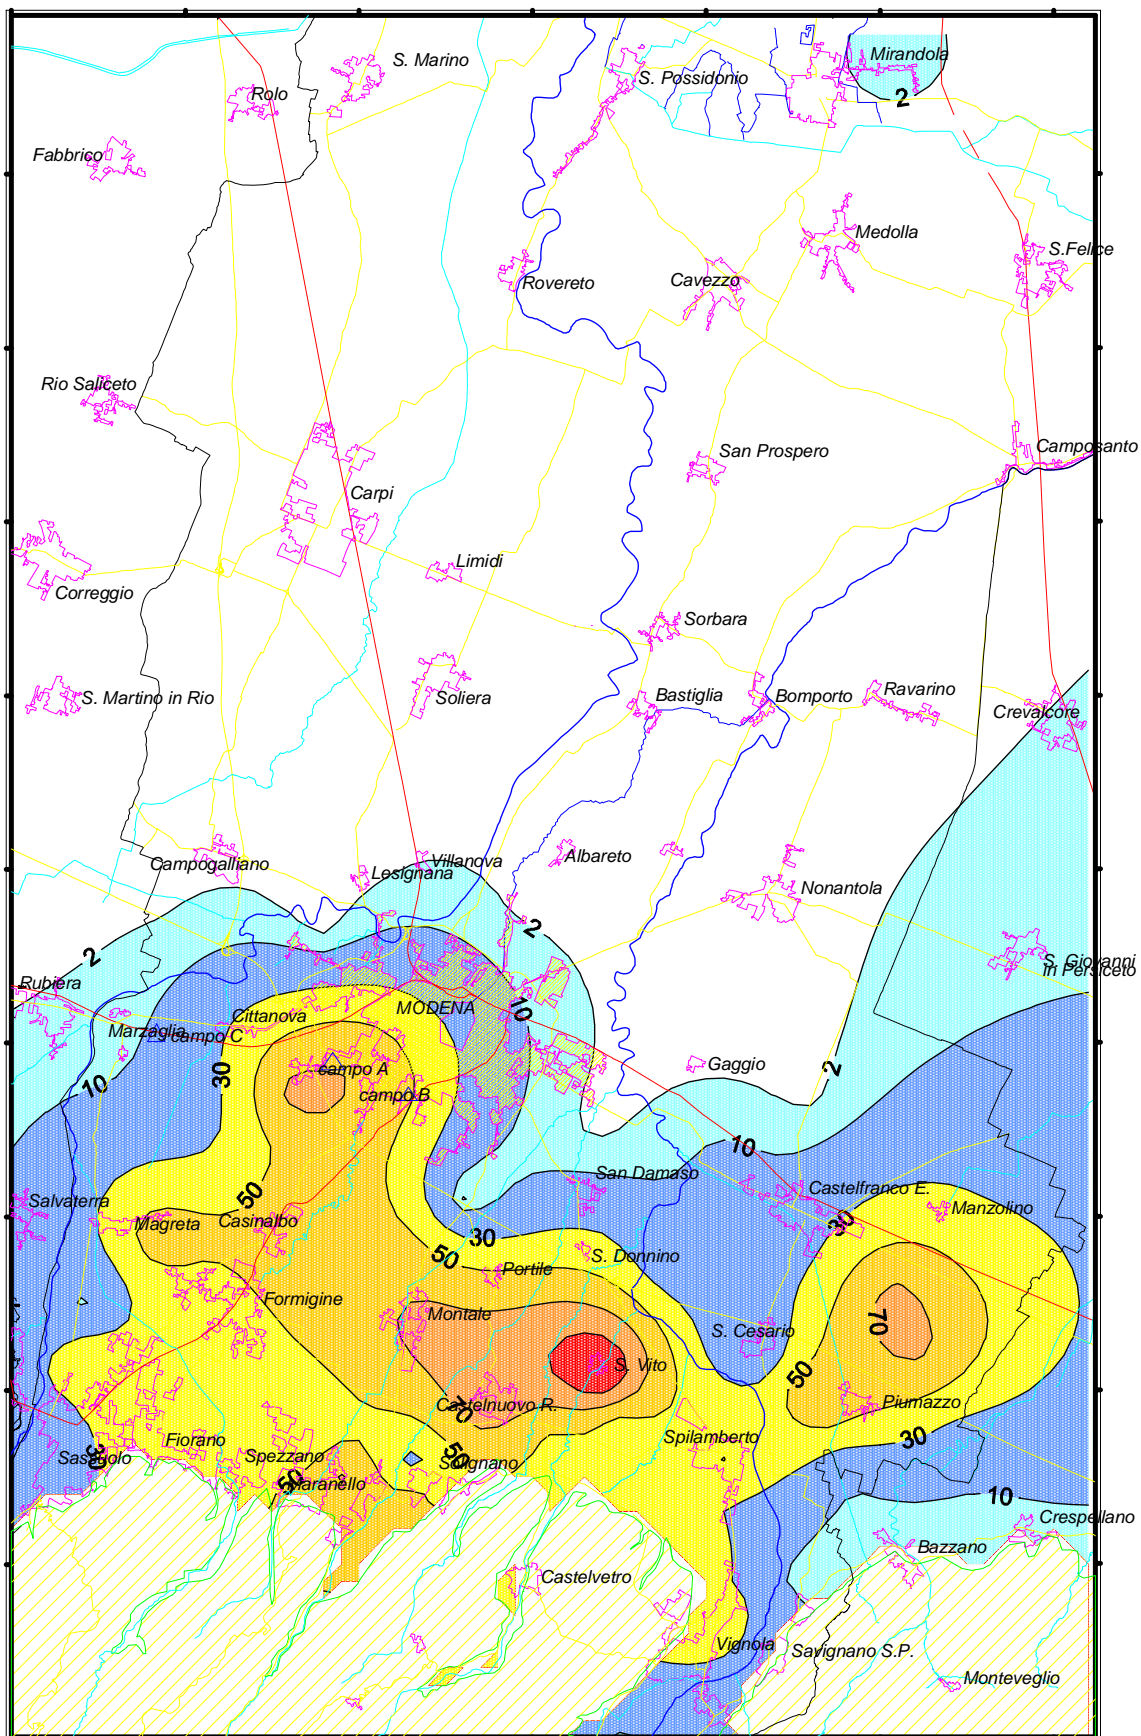 S. Marino
Mirandola
S. Possidonio
Rolo
2
Fabbrico
Medolla
S.Felice
Rovereto
Cavezzo
Rio Saliceto
Camposanto
San Prospero
Carpi
Limidi
Correggio
Sorbara
S. Martino in Rio
Soliera
Bastiglia
Bomporto
Ravarino
Crevalcore
Campogalliano
Lesignana
Villanova
Albareto
Nonantola
2
2
S. Giovanni
in Persiceto
Rubiera
Cittanova
MODENA
10
Marzaglia
campo C
Gaggio
2
30
campo A
10
campo B
10
San Damaso
Castelfranco E.
Salvaterra
50
Magreta
Casinalbo
30
Manzolino
30
50
S. Donnino
Portile
Formigine
Montale
70
S. Cesario
S. Vito
50
Castelnuovo R.
70
Piumazzo
Spilamberto
30
Fiorano
Sassuolo
30
Spezzano
50
Maranello
50
Solignano
10
Crespellano
Bazzano
Castelvetro
Vignola
Savignano S.P.
Monteveglio